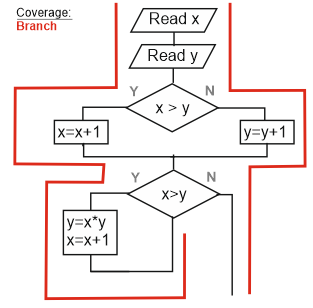 Coverage:
Branch
Read x
Read y
Y
N
x > y
x=x+1
y=y+1
Y
N
x>y
y=x*y
x=x+1